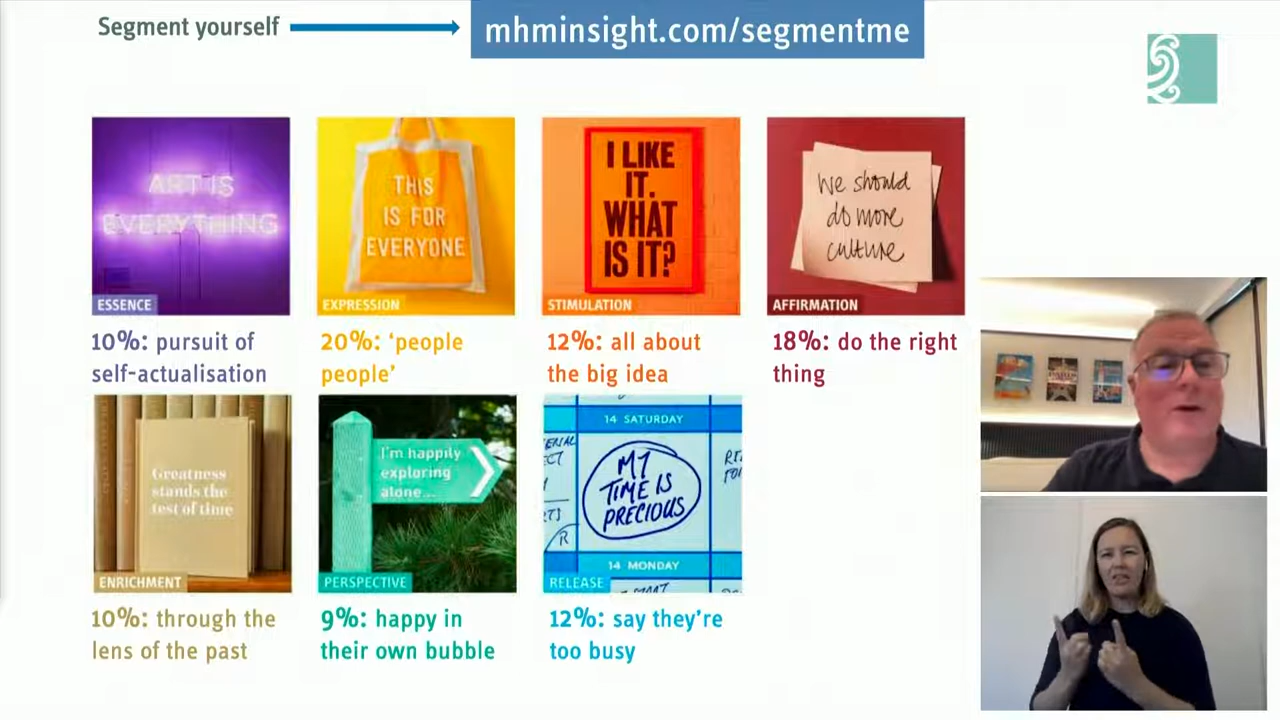 Segment yourself
mhminsight.com/segmentme
ART IS
EVERYTHING
ESSENCE
10%: pursuit of
self-actualisation
THIS
IS FOR
EVERYONE
EXPRESSION
20%: ‘people
people’
I LIKE
IT.
WHAT
IS IT?
STIMULATION
12%: all about
the big idea
We should
do more
culture
AFFIRMATION
18%: do the right
thing
Greatness
stands the
test of time
ENRICHMENT
10%: through the
lens of the past
I'm happily
exploring
alone...
PERSPECTIVE
9%: happy in
their own bubble
14 SATURDAY
MY
TIME IS
PRECIOUS
14 MONDAY
RELEASE
12%: say they’re
too busy